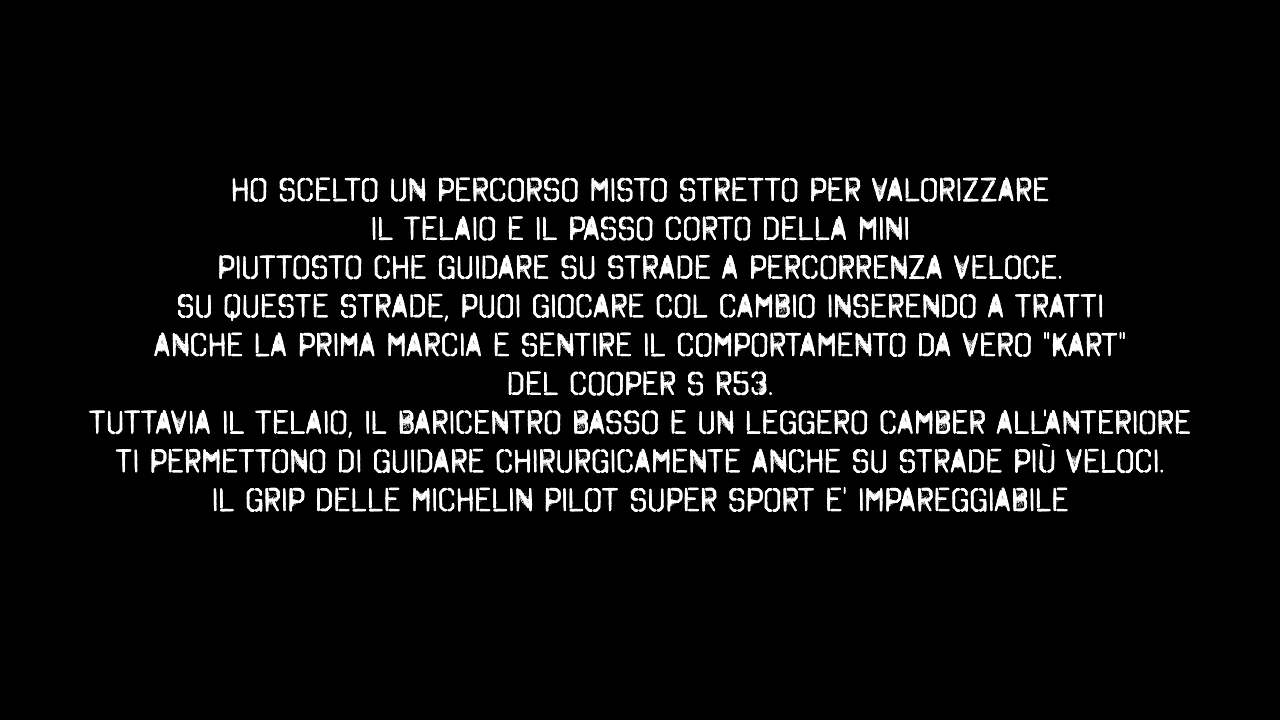 HO SCELTO UN PERCORSO MISTO STRETTO PER VALORIZZARE
IL TELAIO E IL PASSO CORTO DELLA MINI
PIUTTOSTO CHE GUIDARE SU STRADE A PERCORRENZA VELOCE.
SU QUESTE STRADE, PUOI GIOCARE COL CAMBIO INSERENDO A TRATTI
ANCHE LA PRIMA MARCIA E SENTIRE IL COMPORTAMENTO DA VERO "KART"
DEL COOPER S R53.
TUTTAVIA IL TELAIO, IL BARICENTRO BASSO E UN LEGGERO CAMBER ALL'ANTERIORE
TI PERMETTONO DI GUIDARE CHIRURGICAMENTE ANCHE SU STRADE PIÙ VELOCI.
IL GRIP DELLE MICHELIN PILOT SUPER SPORT E' IMPAREGGIABILE